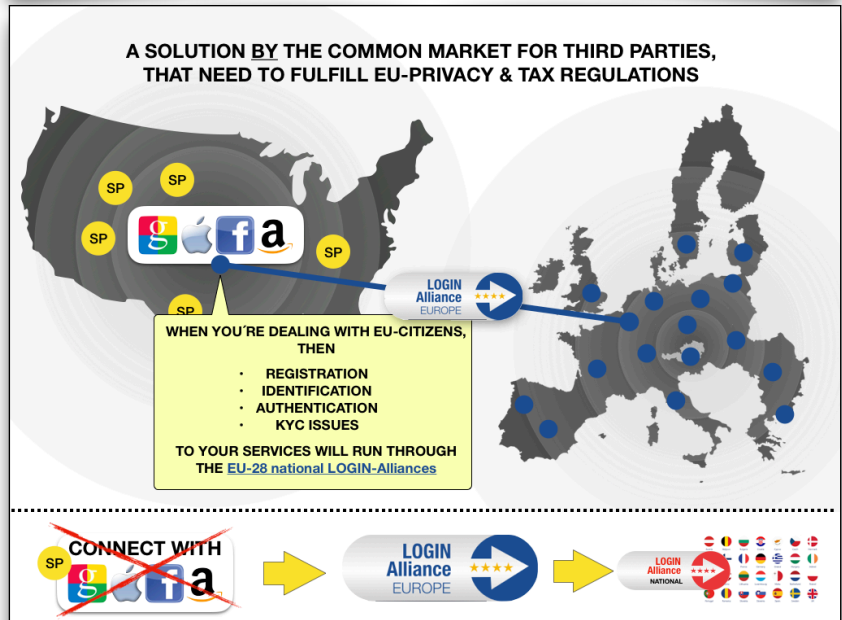 A SOLUTION BY THE COMMON MARKET FOR THIRD PARTIES,
THAT NEED TO FULFILL EU-PRIVACY & TAX REGULATIONS
SP
SP
SP
g
f
a
SP
SP
LOGIN
Alliance
EUROPE
WHEN YOU´RE DEALING WITH EU-CITIZENS,
THEN
· REGISTRATION
· IDENTIFICATION
· AUTHENTICATION
· KYC ISSUES
TO YOUR SERVICES WILL RUN THROUGH
THE EU-28 national LOGIN-Alliances
SP
CONNECT WITH
g
f
a
LOGIN
Alliance
EUROPE
LOGIN
Alliance
NATIONAL